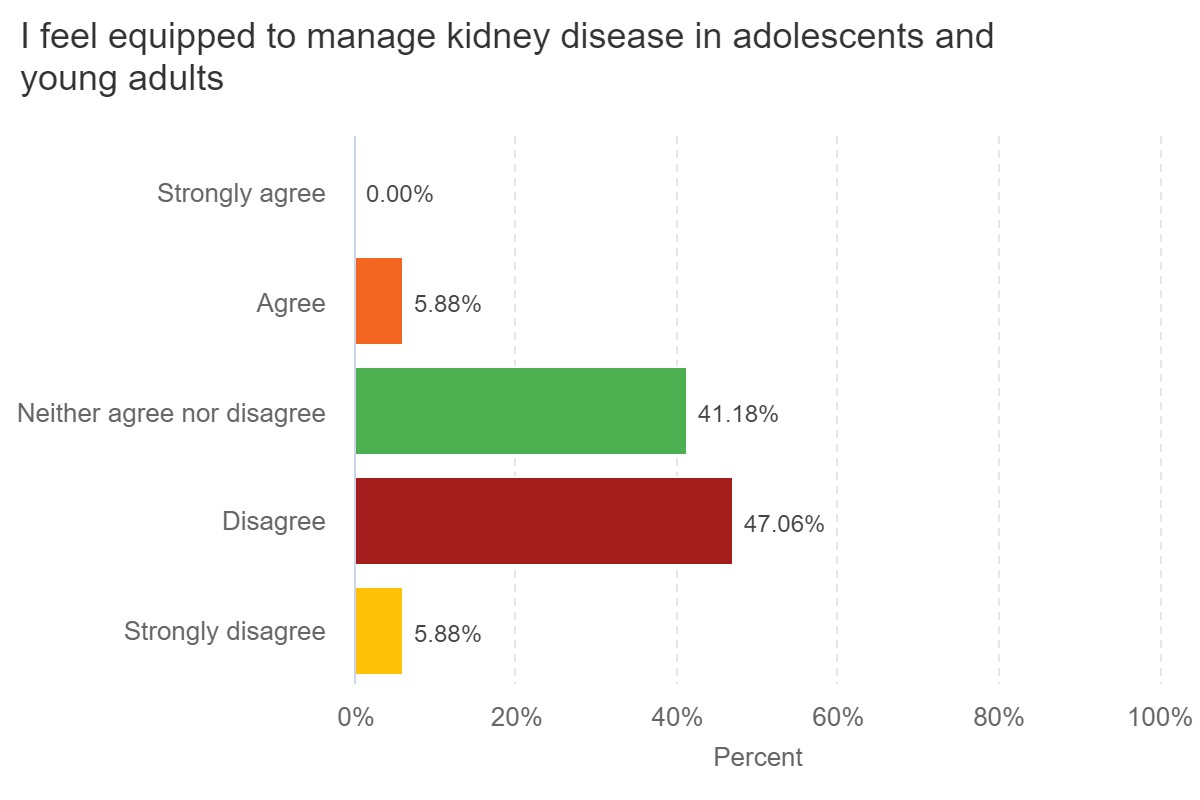 I feel equipped to manage kidney disease in adolescents and
young adults
Strongly agree
0.00%
Agree
5.88%
Neither agree nor disagree
41.18%
Disagree
47.06%
Strongly disagree
5.88%
0%
20%
40%
60%
80%
100%
Percent